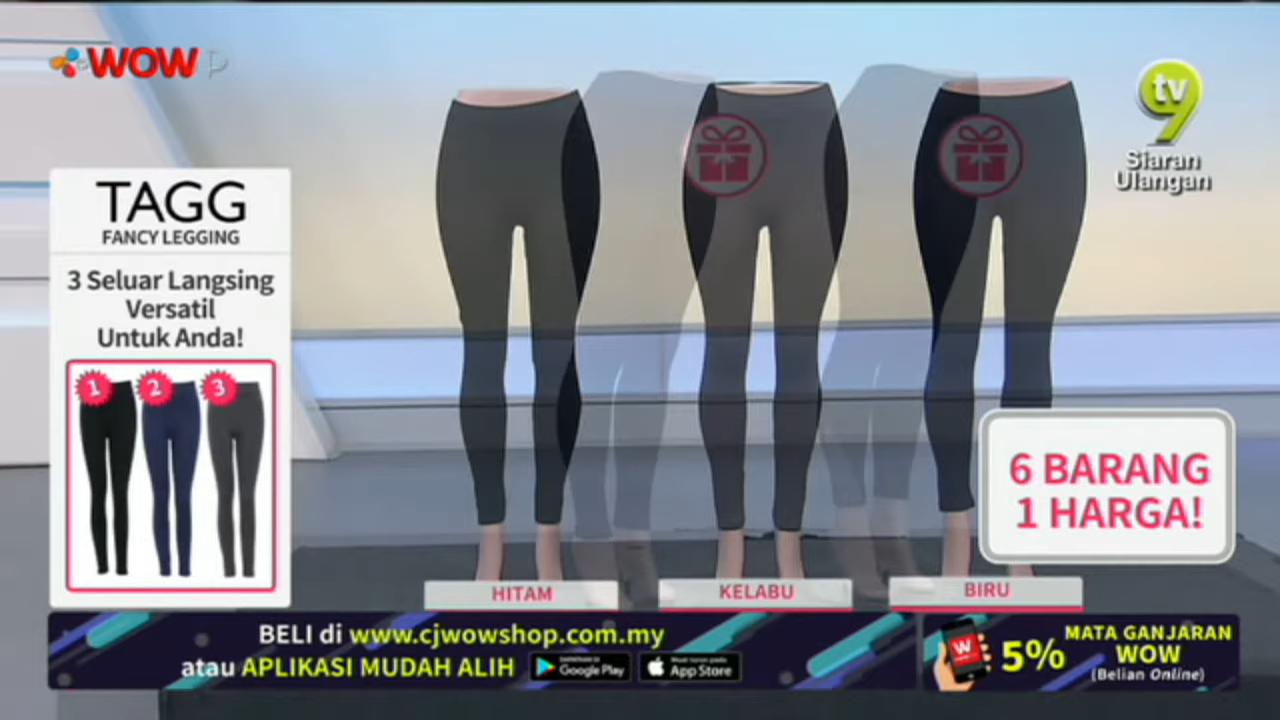 WOW
tv
9
Siaran
Ulangan
TAGG
FANCY LEGGING
3 Seluar Langsing
Versatil
Untuk Anda!
1 2 3
6 BARANG
1 HARGA!
HITAM
KELABU
BIRU
BELI di www.cjwowshop.com.my
atau APLIKASI MUDAH ALIH
Google Play
App Store
W
5%
MATA GANJARAN
WOW
(Belian Online)